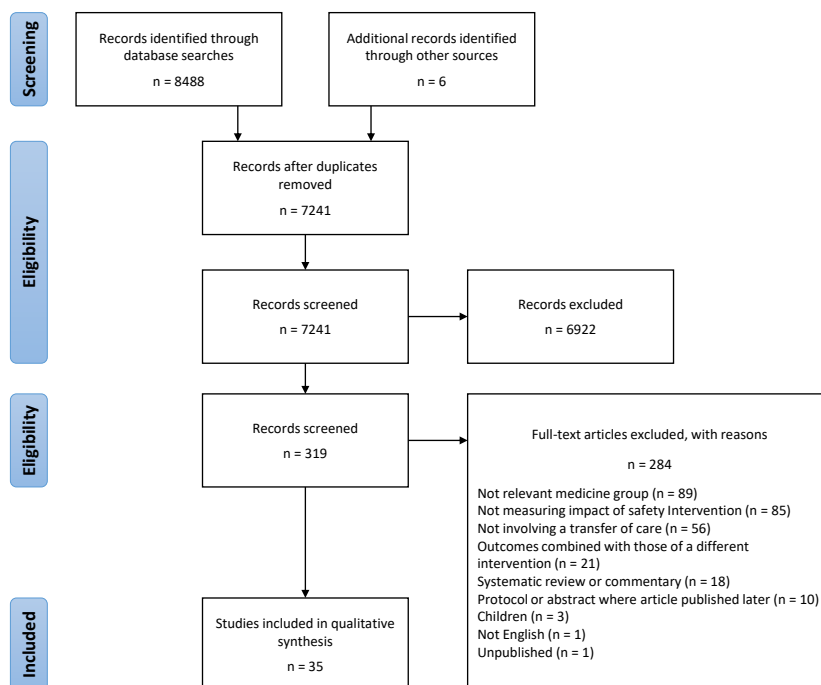 Screening
Records identified through
database searches
n = 8488
Additional records identified
through other sources
n = 6
Eligibility
Records after duplicates
removed
n = 7241
Records screened
n = 7241
Records excluded
n = 6922
Eligibility
Records screened
n = 319
Full-text articles excluded, with reasons
n = 284
Not relevant medicine group (n = 89)
Not measuring impact of safety Intervention (n = 85)
Not involving a transfer of care (n = 56)
Outcomes combined with those of a different
intervention (n = 21)
Systematic review or commentary (n = 18)
Protocol or abstract where article published later (n = 10)
Children (n = 3)
Not English (n = 1)
Unpublished (n = 1)
Included
Studies included in qualitative
synthesis
n = 35